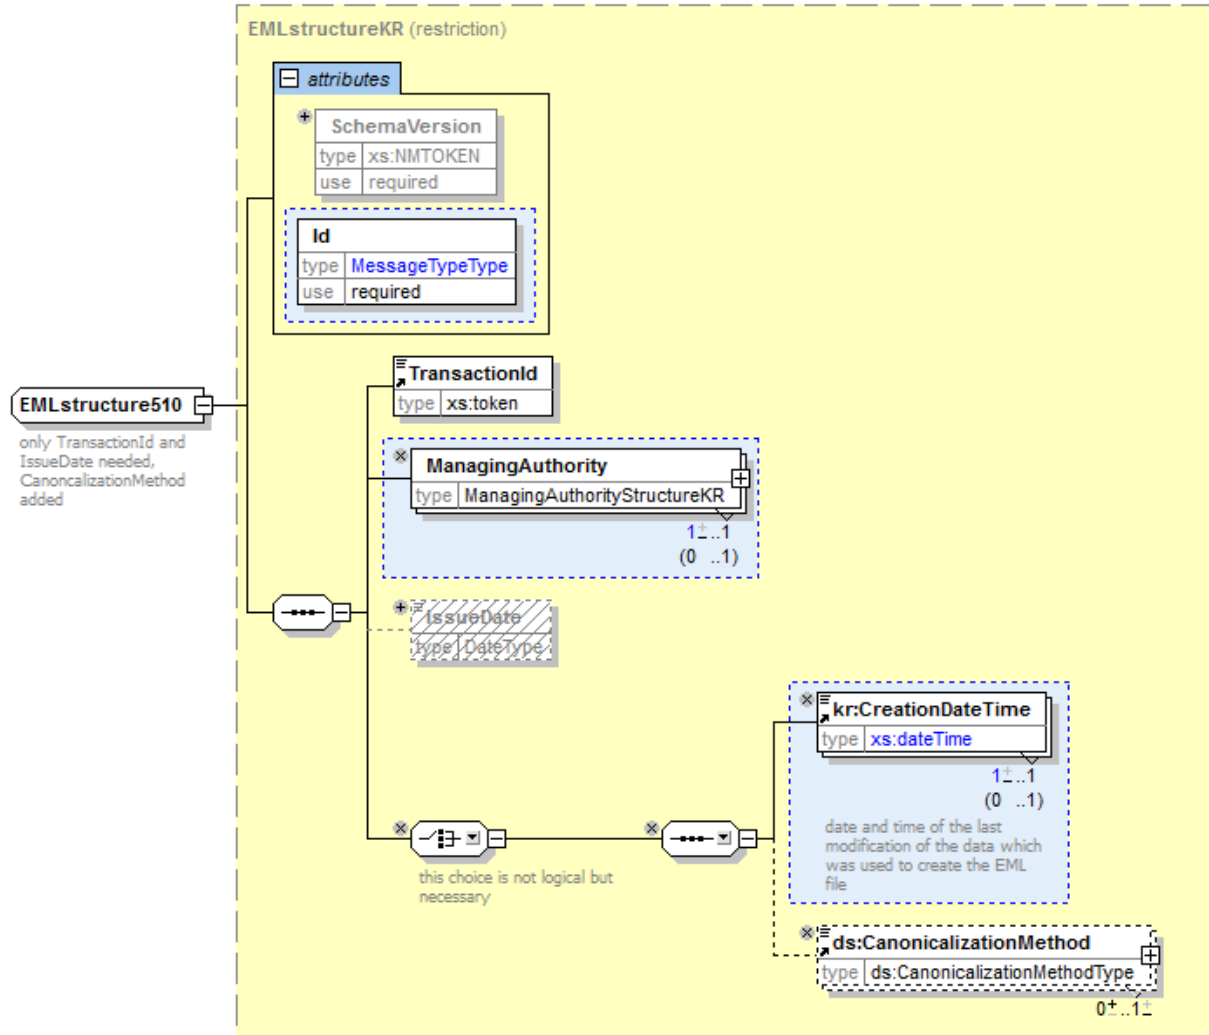 EMLstructureKR (restriction)
attributes
SchemaVersion
type xs:NMTOKEN
use required
Id
type MessageTypeType
use required
EMLstructure510
only TransactionId and
IssueDate needed,
CanoncalizationMethod
added
TransactionId
type xs:token
ManagingAuthority
type ManagingAuthorityStructureKR
1±..1
(0 ..1)
IssueDate
type DateType
this choice is not logical but
necessary
kr:CreationDateTime
type xs:dateTime
1±..1
(0 ..1)
date and time of the last
modification of the data which
was used to create the EML
file
ds:CanonicalizationMethod
type ds:CanonicalizationMethodType
0±..1±